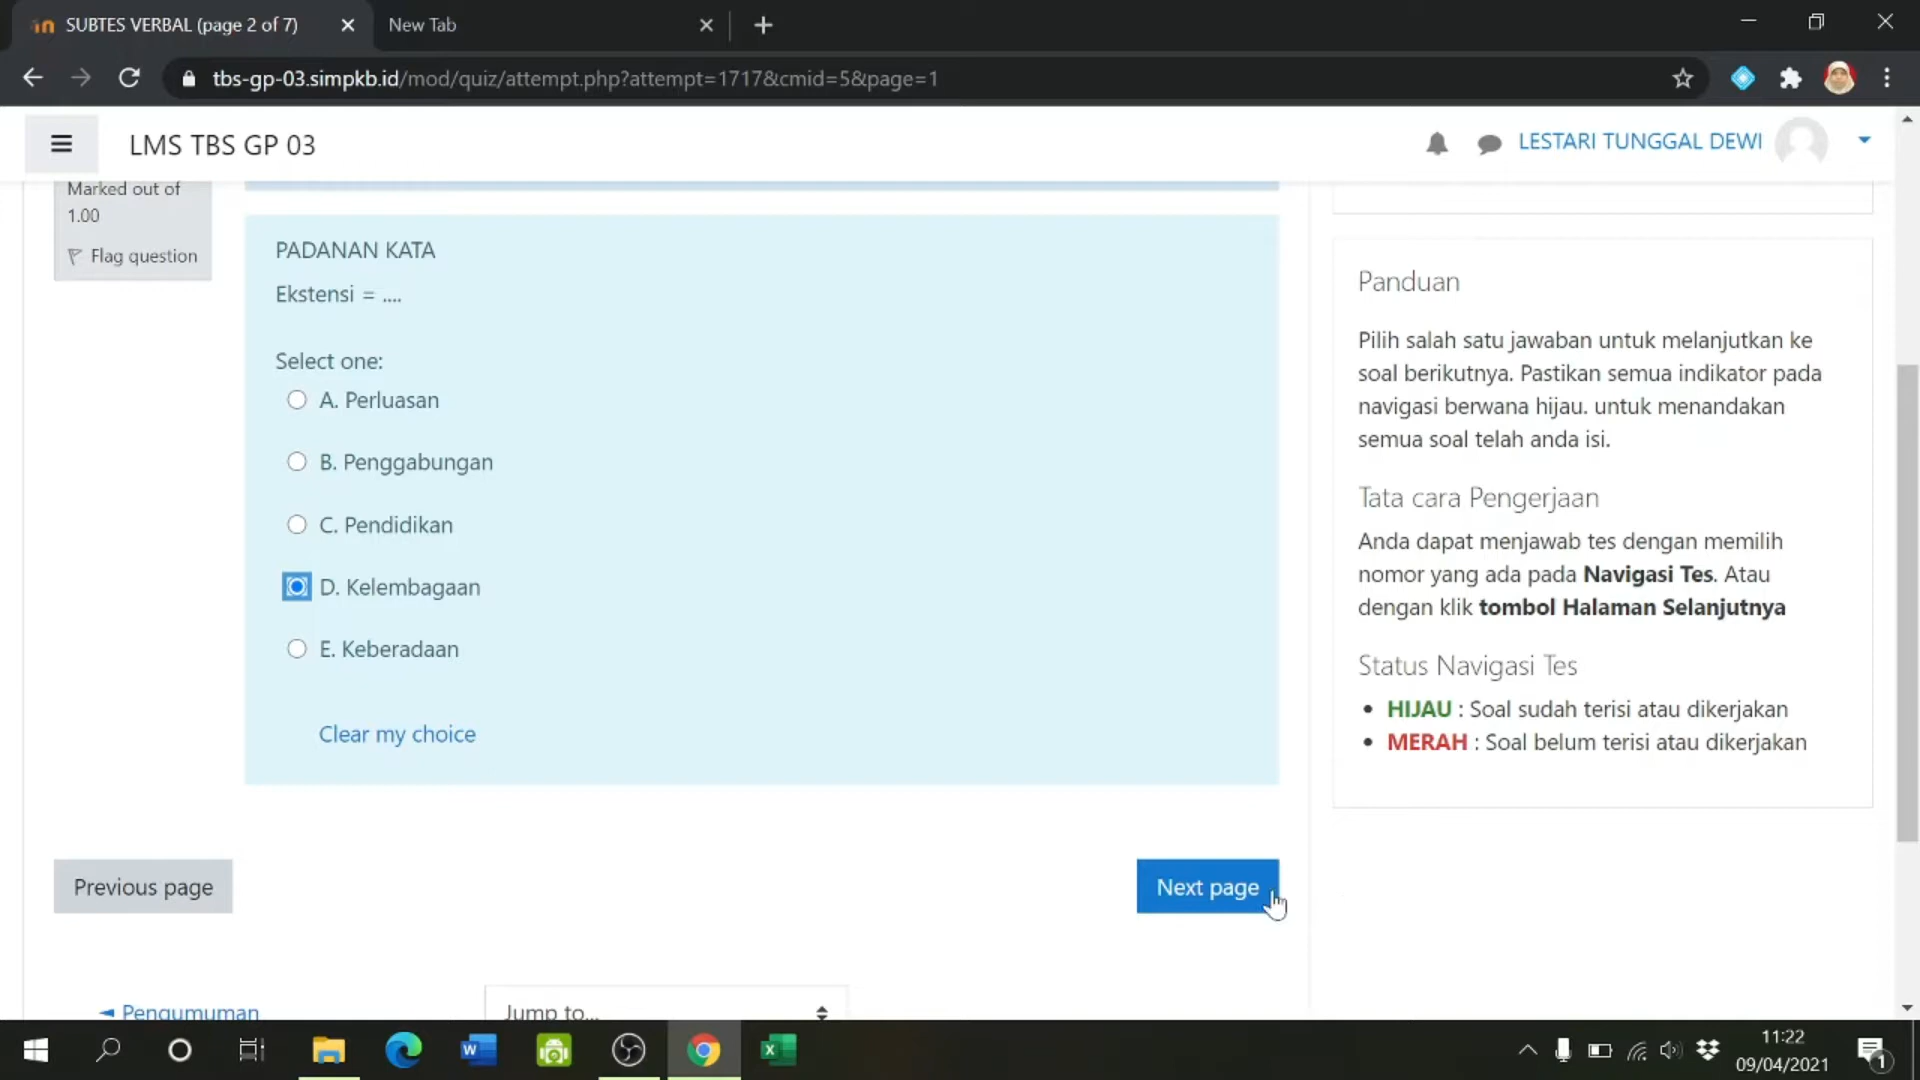 SUBTES VERBAL (page 2 of 7)
New Tab
tbs-gp-03.simpkb.id/mod/quiz/attempt.php?attempt=1717&cmid=5&page=1
LMS TBS GP 03
LESTARI TUNGGAL DEWI
Marked out of
1.00
Flag question
PADANAN KATA
Ekstensi = ....
Select one:
A. Perluasan
B. Penggabungan
C. Pendidikan
D. Kelembagaan
E. Keberadaan
Clear my choice
Previous page
Next page
Panduan
Pilih salah satu jawaban untuk melanjutkan ke
soal berikutnya. Pastikan semua indikator pada
navigasi berwana hijau. untuk menandakan
semua soal telah anda isi.
Tata cara Pengerjaan
Anda dapat menjawab tes dengan memilih
nomor yang ada pada Navigasi Tes. Atau
dengan klik tombol Halaman Selanjutnya
Status Navigasi Tes
HIJAU : Soal sudah terisi atau dikerjakan
MERAH : Soal belum terisi atau dikerjakan
◄ Pengumuman
Jump to...
11:22
09/04/2021
1